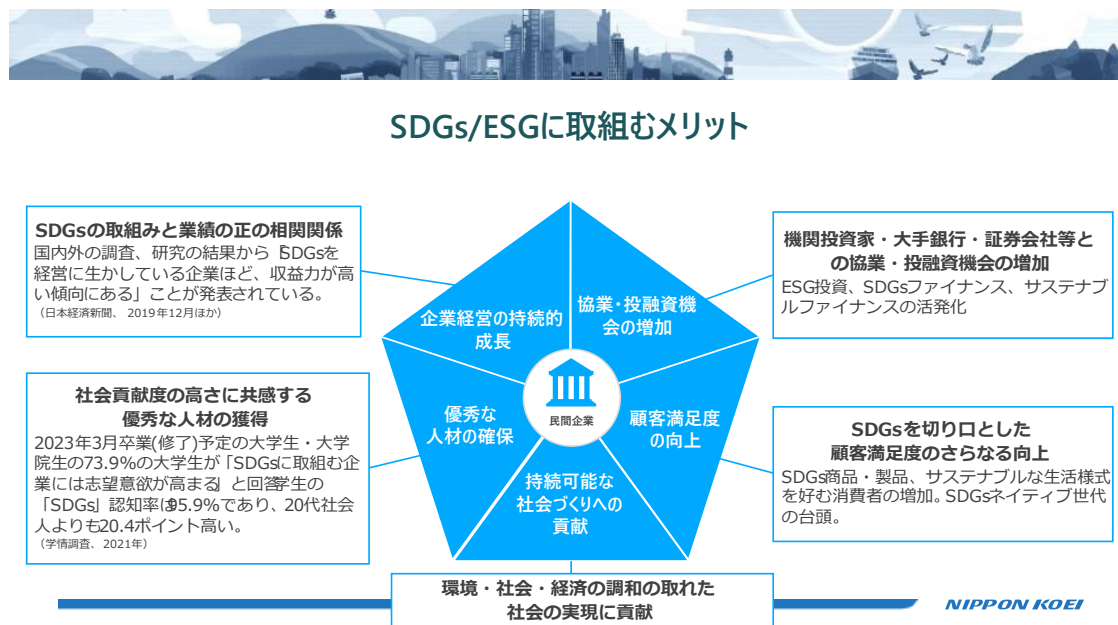 SDGs/ESGに取組むメリット
SDGsの取組みと業績の正の相関関係
国内外の調査、研究の結果から「SDGsを
経営に生かしている企業ほど、収益力が高
い傾向にある」ことが発表されている。
（日本経済新聞、 2019年12月ほか）
社会貢献度の高さに共感する
優秀な人材の獲得
2023年3月卒業(修了)予定の大学生・大学
院生の73.9%の大学生が「SDGsに取組む企
業には志望意欲が高まる」と回答学生の
「SDGs」認知率は95.9%であり、20代社会
人よりも20.4ポイント高い。
（学情調査、2021年）
企業経営の持続的
成長
協業・投融資機
会の増加
優秀な
人材の確保
民間企業
顧客満足度
の向上
持続可能な
社会づくりへの
貢献
機関投資家・大手銀行・証券会社等と
の協業・投融資機会の増加
ESG投資、SDGsファイナンス、サステナブ
ルファイナンスの活発化
SDGsを切り口とした
顧客満足度のさらなる向上
SDGs商品・製品、サステナブルな生活様式
を好む消費者の増加。SDGsネイティブ世代
の台頭。
環境・社会・経済の調和の取れた
社会の実現に貢献
NIPPON KOEI